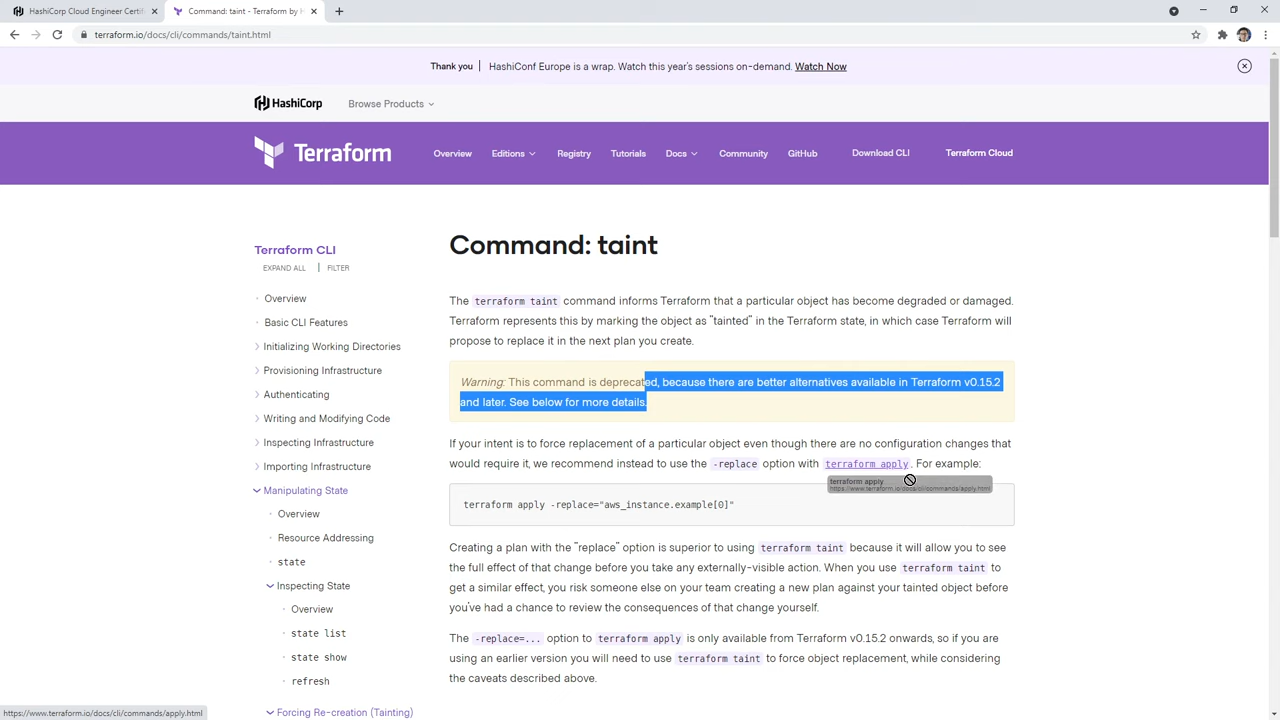 HashiCorp Cloud Engineer Certif
Command: taint - Terraform by H
terraform.io/docs/cli/commands/taint.html
Thank you | HashiConf Europe is a wrap. Watch this year's sessions on-demand. Watch Now
HashiCorp Browse Products
Terraform Overview Editions Registry Tutorials Docs Community GitHub Download CLI Terraform Cloud
Terraform CLI
EXPAND ALL | FILTER
Overview
Basic CLI Features
Initializing Working Directories
Provisioning Infrastructure
Authenticating
Writing and Modifying Code
Inspecting Infrastructure
Importing Infrastructure
Manipulating State
Overview
Resource Addressing
state
Inspecting State
Overview
state list
state show
refresh
Forcing Re-creation (Tainting)
Command: taint
The terraform taint command informs Terraform that a particular object has become degraded or damaged.
Terraform represents this by marking the object as "tainted" in the Terraform state, in which case Terraform will
propose to replace it in the next plan you create.
Warning: This command is deprecated, because there are better alternatives available in Terraform v0.15.2
and later. See below for more details.
If your intent is to force replacement of a particular object even though there are no configuration changes that
would require it, we recommend instead to use the -replace option with terraform apply. For example:
terraform apply
https://www.terraform.io/docs/cli/commands/apply.html
terraform apply -replace="aws_instance.example[0]"
Creating a plan with the "replace" option is superior to using terraform taint because it will allow you to see
the full effect of that change before you take any externally-visible action. When you use terraform taint to
get a similar effect, you risk someone else on your team creating a new plan against your tainted object before
you've had a chance to review the consequences of that change yourself.
The -replace=... option to terraform apply is only available from Terraform v0.15.2 onwards, so if you are
using an earlier version you will need to use terraform taint to force object replacement, while considering
the caveats described above.
https://www.terraform.io/docs/cli/commands/apply.html